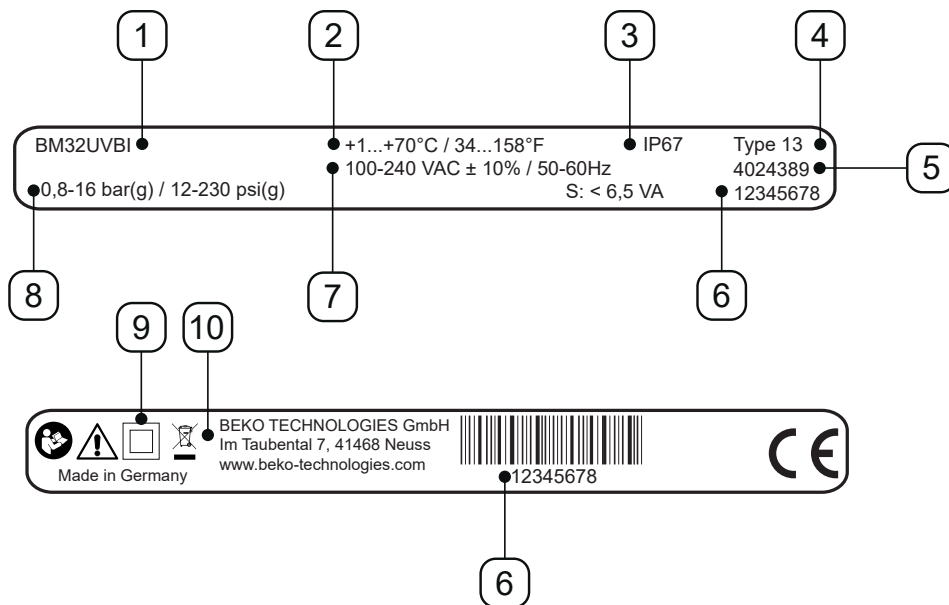 1
2
3
4
BM32UVBI
+1...+70°C / 34...158°F
IP67
Type 13
100-240 VAC ± 10% / 50-60Hz
4024389
5
0,8-16 bar(g) / 12-230 psi(g)
S: < 6,5 VA
12345678
8
7
6
9
10
BEKO TECHNOLOGIES GmbH
Im Taubental 7, 41468 Neuss
www.beko-technologies.com
Made in Germany
12345678
CE
6